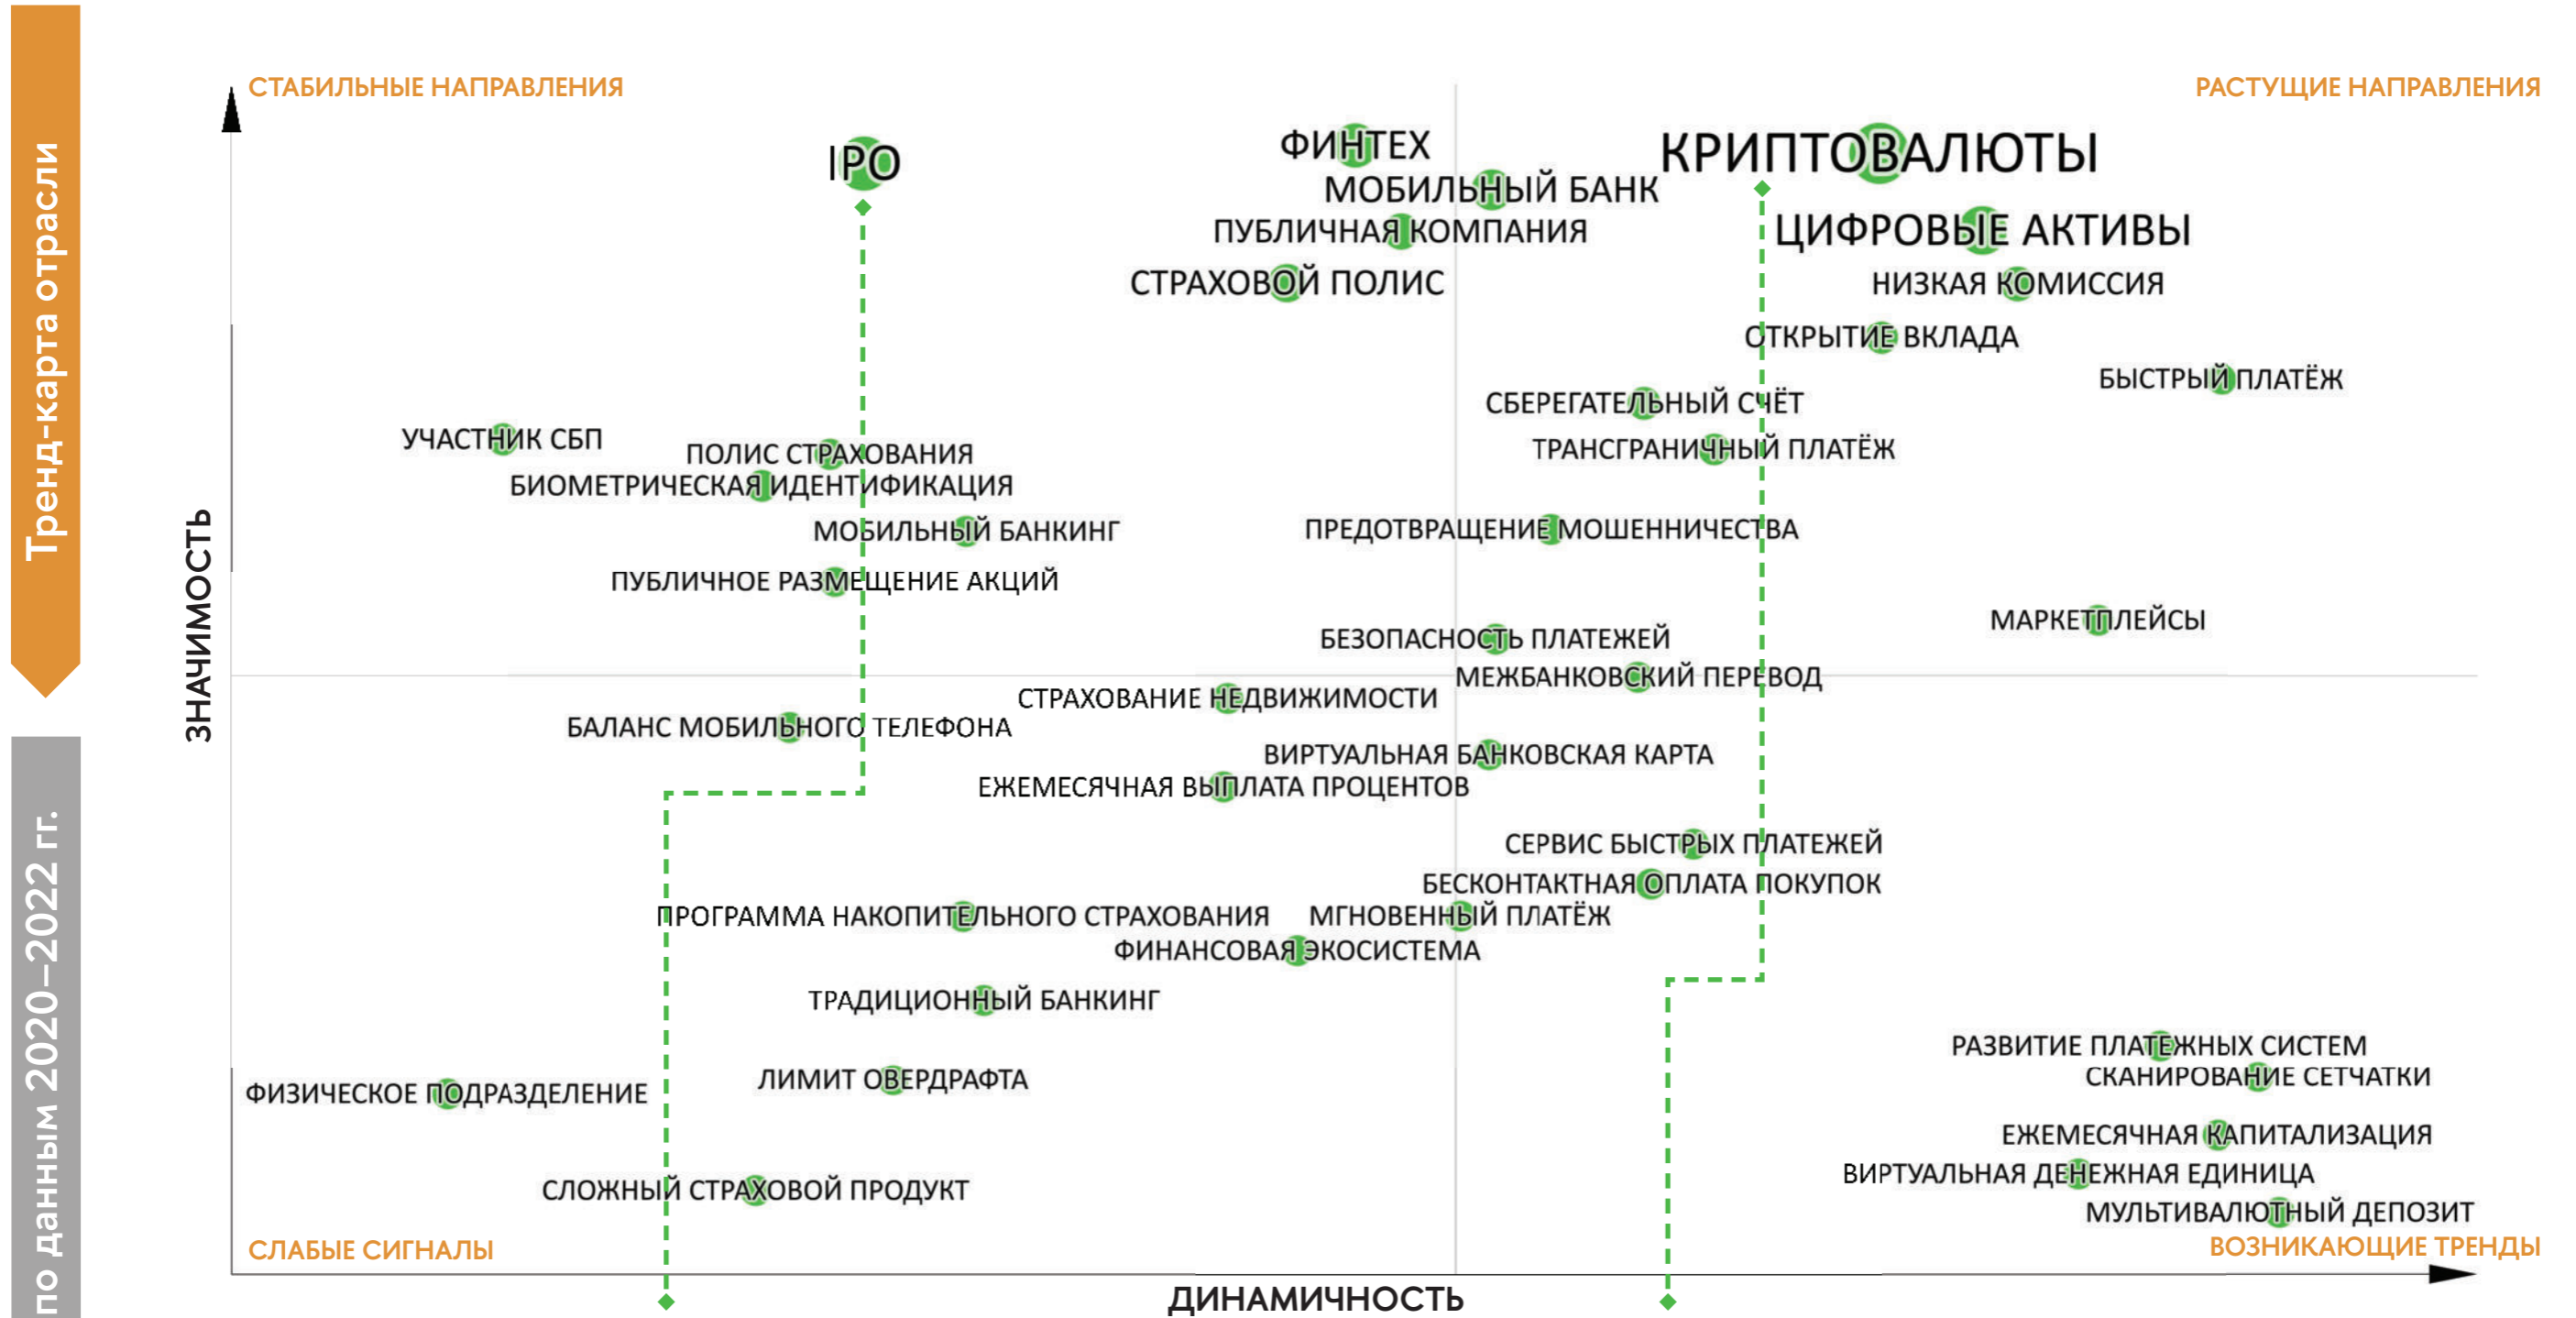 Тренд-карта отрасли
по данным 2020–2022 гг.
СТАБИЛЬНЫЕ НАПРАВЛЕНИЯ
РАСТУЩИЕ НАПРАВЛЕНИЯ
IPO
ФИНТЕХ
КРИПТОВАЛЮТЫ
МОБИЛЬНЫЙ БАНК
ПУБЛИЧНАЯ КОМПАНИЯ
ЦИФРОВЫЕ АКТИВЫ
СТРАХОВОЙ ПОЛИС
НИЗКАЯ КОМИССИЯ
ОТКРЫТИЕ ВКЛАДА
БЫСТРЫЙ ПЛАТЁЖ
СБЕРЕГАТЕЛЬНЫЙ СЧЁТ
УЧАСТНИК СБП
ПОЛИС СТРАХОВАНИЯ
ТРАНСГРАНИЧНЫЙ ПЛАТЁЖ
БИОМЕТРИЧЕСКАЯ ИДЕНТИФИКАЦИЯ
МОБИЛЬНЫЙ БАНКИНГ
ПРЕДОТВРАЩЕНИЕ МОШЕННИЧЕСТВА
ПУБЛИЧНОЕ РАЗМЕЩЕНИЕ АКЦИЙ
МАРКЕТПЛЕЙСЫ
БЕЗОПАСНОСТЬ ПЛАТЕЖЕЙ
ЗНАЧИМОСТЬ
МЕЖБАНКОВСКИЙ ПЕРЕВОД
СТРАХОВАНИЕ НЕДВИЖИМОСТИ
БАЛАНС МОБИЛЬНОГО ТЕЛЕФОНА
ВИРТУАЛЬНАЯ БАНКОВСКАЯ КАРТА
ЕЖЕМЕСЯЧНАЯ ВЫПЛАТА ПРОЦЕНТОВ
СЕРВИС БЫСТРЫХ ПЛАТЕЖЕЙ
БЕСКОНТАКТНАЯ ОПЛАТА ПОКУПОК
ПРОГРАММА НАКОПИТЕЛЬНОГО СТРАХОВАНИЯ
МГНОВЕННЫЙ ПЛАТЁЖ
ФИНАНСОВАЯ ЭКОСИСТЕМА
ТРАДИЦИОННЫЙ БАНКИНГ
РАЗВИТИЕ ПЛАТЕЖНЫХ СИСТЕМ
СКАНИРОВАНИЕ СЕТЧАТКИ
ЛИМИТ ОВЕРДРАФТА
ФИЗИЧЕСКОЕ ПОДРАЗДЕЛЕНИЕ
ЕЖЕМЕСЯЧНАЯ КАПИТАЛИЗАЦИЯ
ВИРТУАЛЬНАЯ ДЕНЕЖНАЯ ЕДИНИЦА
СЛОЖНЫЙ СТРАХОВОЙ ПРОДУКТ
МУЛЬТИВАЛЮТНЫЙ ДЕПОЗИТ
СЛАБЫЕ СИГНАЛЫ
ВОЗНИКАЮЩИЕ ТРЕНДЫ
ДИНАМИЧНОСТЬ